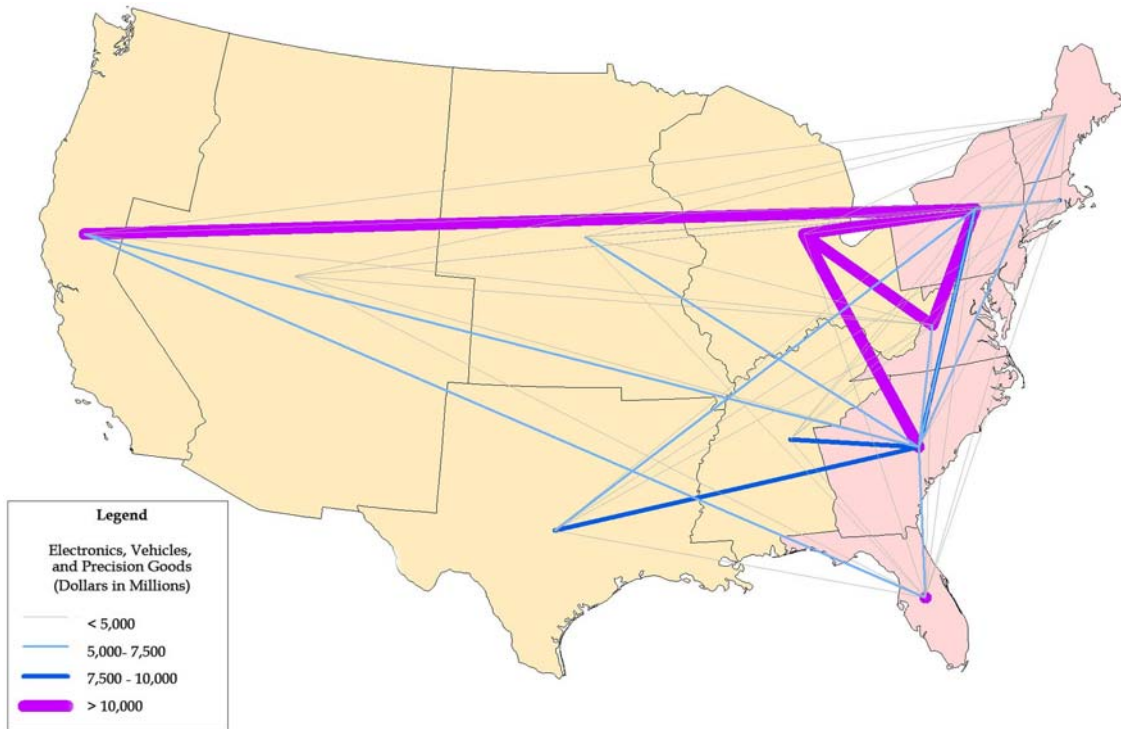 Legend
Electronics, Vehicles,
and Precision Goods
(Dollars in Millions)
< 5,000
5,000- 7,500
7,500 - 10,000
> 10,000